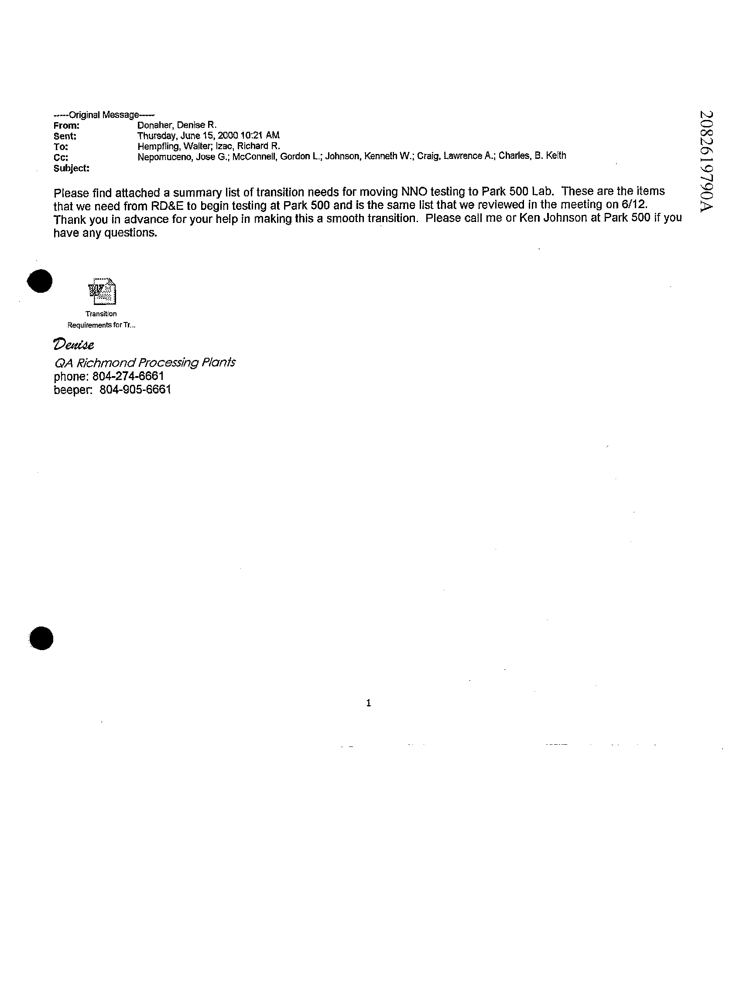 -----Original Message-----
From: Donaher, Denise R.
Sent: Thursday, June 15, 2000 10:21 AM
To: Hempfling, Walter; Izac, Richard R.
Cc: Nepomuceno, Jose G.; McConnell, Gordon L.; Johnson, Kenneth W.; Craig, Lawrence A.; Charles, B. Keith
Subject:
Please find attached a summary list of transition needs for moving NNO testing to Park 500 Lab. These are the items
that we need from RD&E to begin testing at Park 500 and is the same list that we reviewed in the meeting on 6/12.
Thank you in advance for your help in making this a smooth transition. Please call me or Ken Johnson at Park 500 if you
have any questions.
Transition
Requirements for Tr...
Denise
QA Richmond Processing Plants
phone: 804-274-6661
beeper: 804-905-6661
1
2082619790A